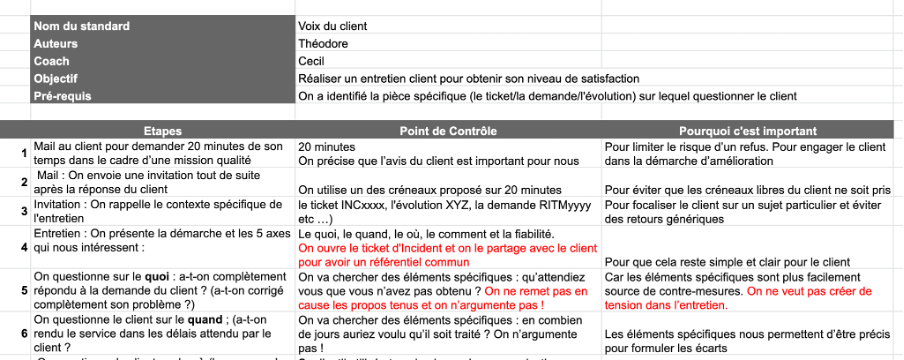 Nom du standard Voix du client
Auteurs Théodore
Coach Cecil
Objectif Réaliser un entretien client pour obtenir son niveau de satisfaction
Pré-requis On a identifié la pièce spécifique (le ticket/la demande/l'évolution) sur lequel questionner le client
Etapes Point de Contrôle Pourquoi c'est important
1
Mail au client pour demander 20 minutes de son
temps dans le cadre d'une mission qualité
20 minutes
On précise que l'avis du client est important pour nous
Pour limiter le risque d'un refus. Pour engager le client
dans la démarche d'amélioration
2
Mail : On envoie une invitation tout de suite
après la réponse du client
On utilise un des créneaux proposé sur 20 minutes
Pour éviter que les créneaux libres du client ne soit pris
3
Invitation : On rappelle le contexte spécifique de
l'entretien
le ticket INCxxxx, l'évolution XYZ, la demande RITMyyyy
etc …)
Pour focaliser le client sur un sujet particulier et éviter
des retours génériques
4
Entretien : On présente la démarche et les 5 axes
qui nous intéressent :
Le quoi, le quand, le où, le comment et la fiabilité.
On ouvre le ticket d'Incident et on le partage avec le client
pour avoir un référentiel commun
Pour que cela reste simple et clair pour le client
5
On questionne sur le quoi : a-t-on complètement
répondu à la demande du client ? (a-t-on corrigé
complètement son problème ?)
On va chercher des éléments spécifiques : qu'attendiez
vous que vous n'avez pas obtenu ? On ne remet pas en
cause les propos tenus et on n'argumente pas !
Car les éléments spécifiques sont plus facilement
source de contre-mesures. On ne veut pas créer de
tension dans l'entretien.
6
On questionne le client sur le quand ; (a-t-on
rendu le service dans les délais attendu par le
client ?
On va chercher des éléments spécifiques : en combien
de jours auriez voulu qu'il soit traité ? On n'argumente
pas !
Les éléments spécifiques nous permettent d'être précis
pour formuler les écarts